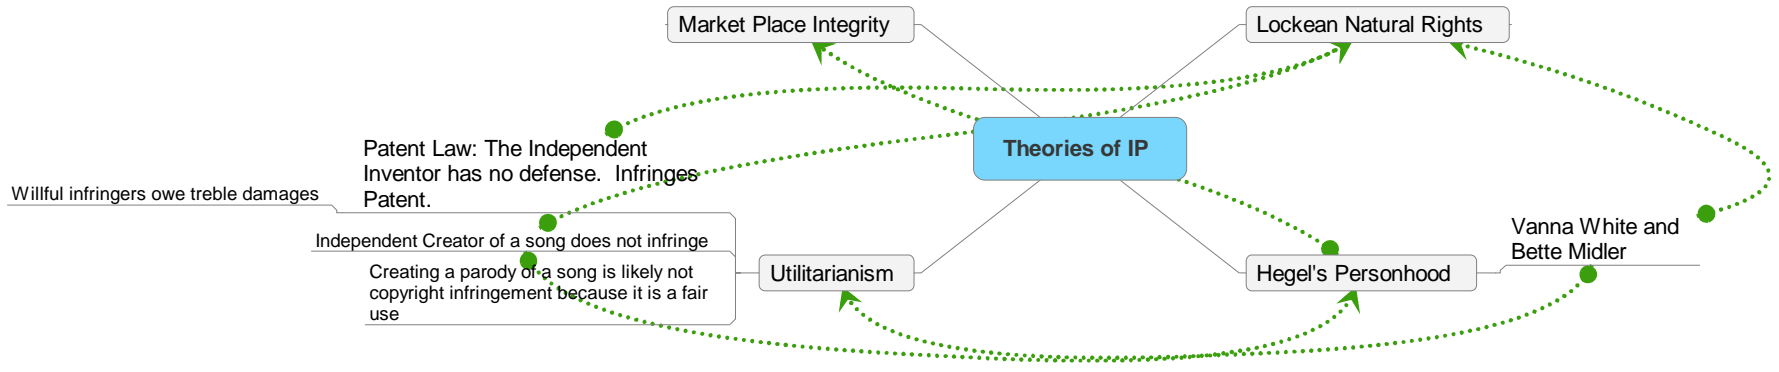 Market Place Integrity
Lockean Natural Rights
Theories of IP
Patent Law: The Independent
Inventor has no defense.  Infringes
Patent.
Willful infringers owe treble damages
Independent Creator of a song does not infringe
Creating a parody of a song is likely not
copyright infringement because it is a fair
use
Utilitarianism
Hegel's Personhood
Vanna White and
Bette Midler